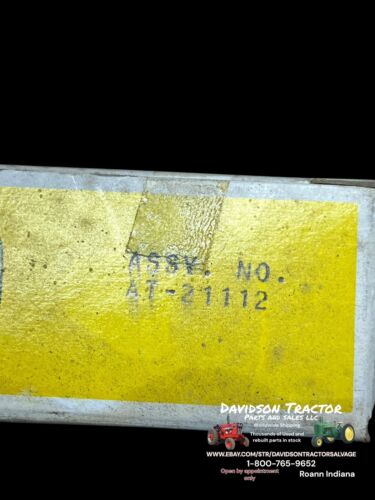 ASSY. NO.
AT-21112
DAVIDSON TRACTOR
PARTS AND SALES LLC
Worldwide Shipping
Thousands of Used and
rebuilt parts in stock
WWW.EBAY.COM/STR/DAVIDSONTRACTORSALVAGE
1-800-765-9652
Open by appointment
only
Roann Indiana